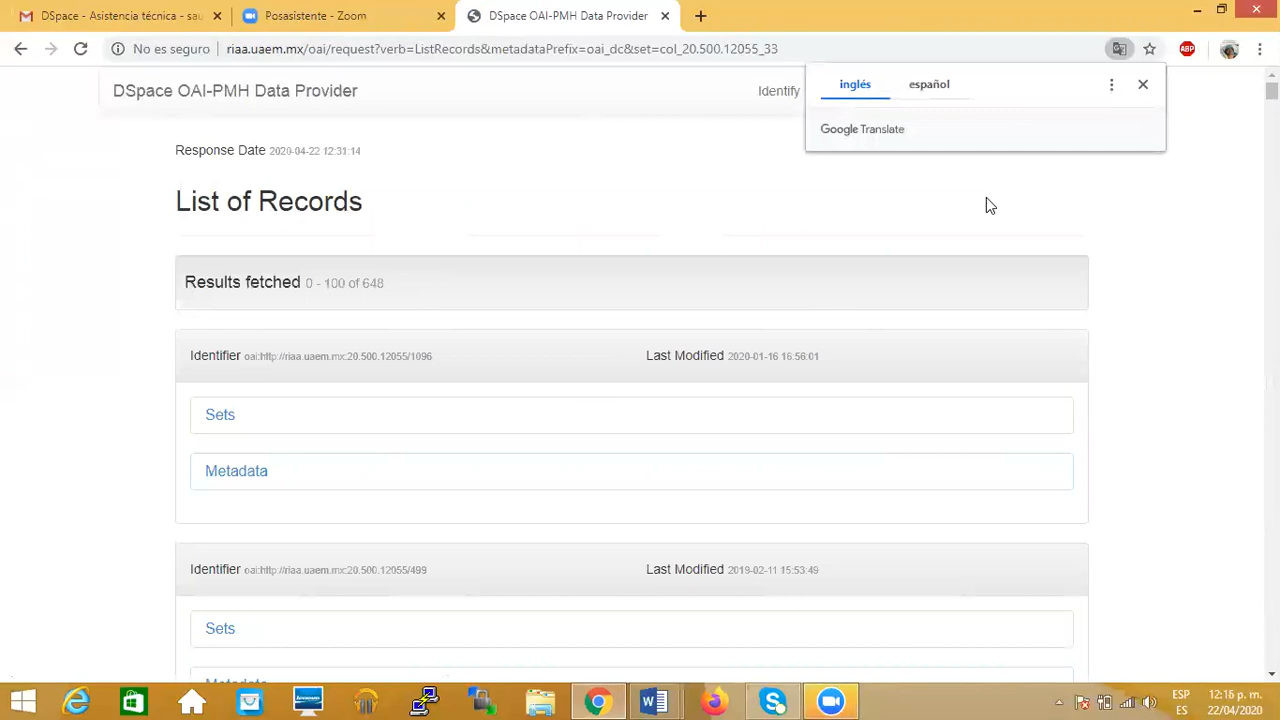 DSpace - Asistencia técnica - sau
Posasistente - Zoom
DSpace OAI-PMH Data Provider
No es seguro
riaa.uaem.mx/oai/request?verb=ListRecords&metadataPrefix=oai_dc&set=col_20.500.12055_33
ABP
DSpace OAI-PMH Data Provider
Identify
inglés
español
Google Translate
Response Date 2020-04-22 12:31:14
List of Records
Results fetched 0 - 100 of 648
Identifier oai:http://riaa.uaem.mx:20.500.12055/1096
Last Modified 2020-01-16 16:56:01
Sets
Metadata
Identifier oai:http://riaa.uaem.mx:20.500.12055/499
Last Modified 2019-02-11 15:53:49
Sets
Metadata
ESP
12:16 p. m.
ES
22/04/2020